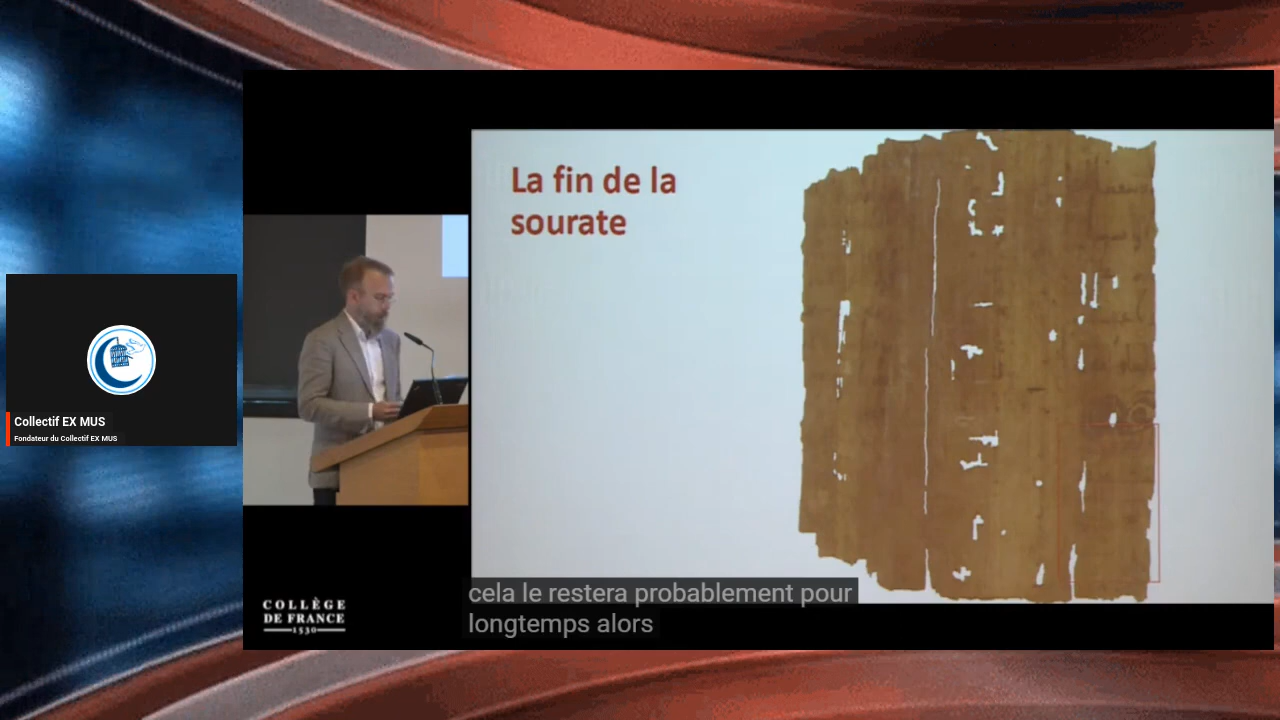 La fin de la
sourate
Collectif EX MUS
Fondateur du Collectif EX MUS
cela le restera probablement pour
longtemps alors
COLLÈGE
DE FRANCE
1530